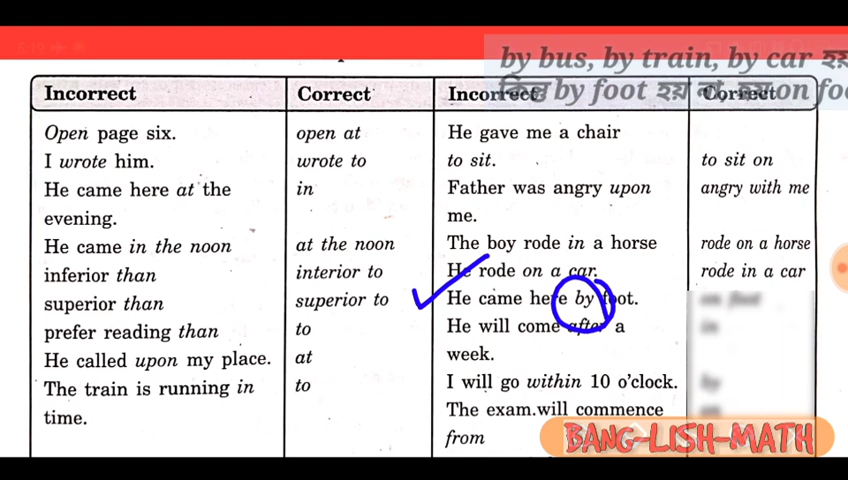 by bus, by train, by car হয়
কিন্তু by foot হয় না, হয় on foo
Incorrect Correct Incorrect Correct
Open page six. open at He gave me a chair
I wrote him. wrote to to sit. to sit on
He came here at the in Father was angry upon angry with me
evening. me.
He came in the noon at the noon The boy rode in a horse rode on a horse
inferior than interior to He rode on a car. rode in a car
superior than superior to He came here by foot. on foot
prefer reading than to He will come after a in
He called upon my place. at week.
The train is running in to I will go within 10 o'clock. by
time. The exam.will commence on
from
BANG-LISH-MATH